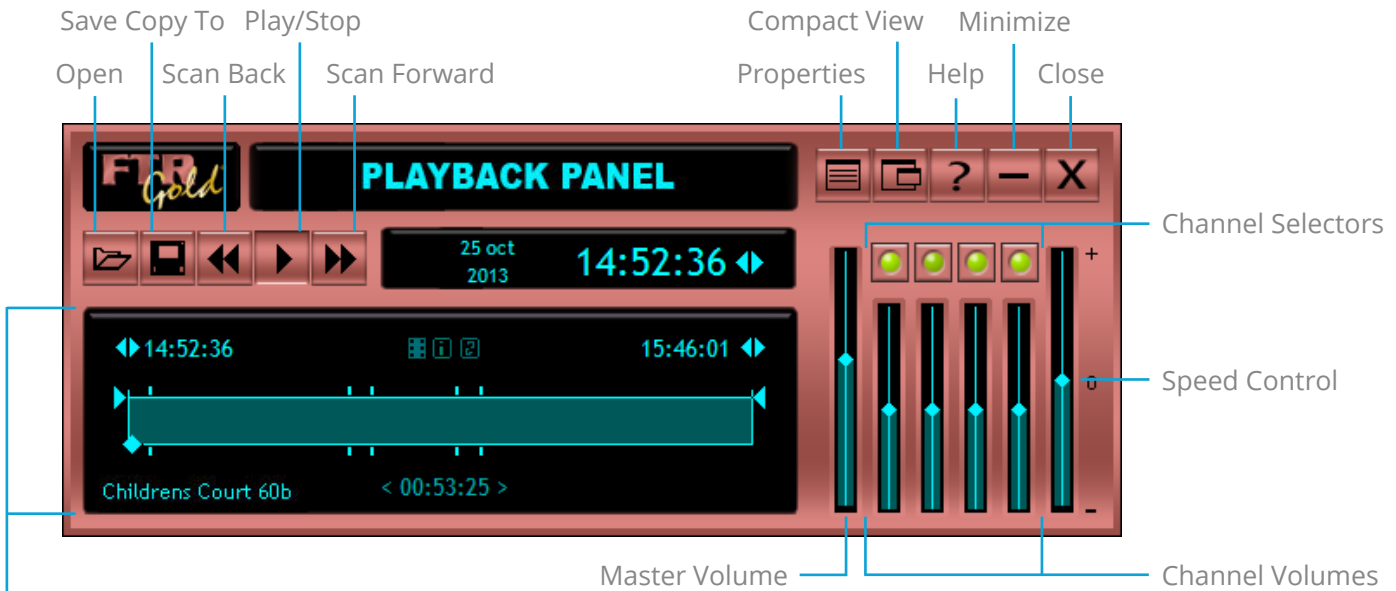 Save Copy To Play/Stop Compact View Minimize
Open Scan Back Scan Forward Properties Help Close
FTR Gold
PLAYBACK PANEL
?
X
Channel Selectors
25 oct
2013
14:52:36
+
14:52:36
i 2
15:46:01
0
Speed Control
Childrens Court 60b
< 00:53:25 >
-
Master Volume
Channel Volumes